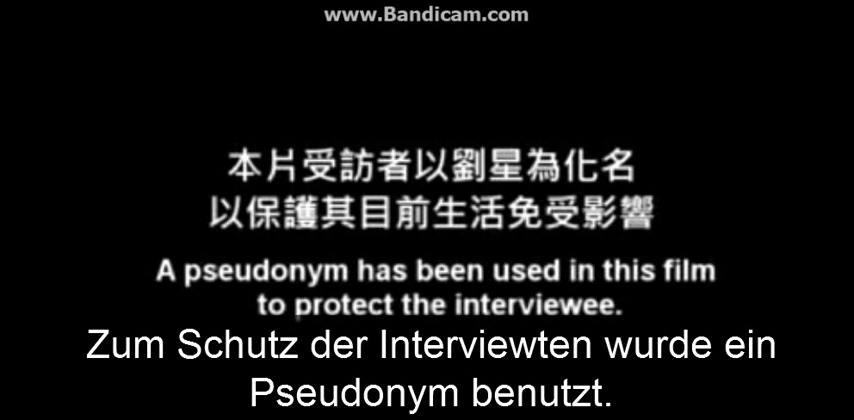 www.Bandicam.com
本片受訪者以劉星為化名
以保護其目前生活免受影響
A pseudonym has been used in this film
to protect the interviewee.
Zum Schutz der Interviewten wurde ein
Pseudonym benutzt.